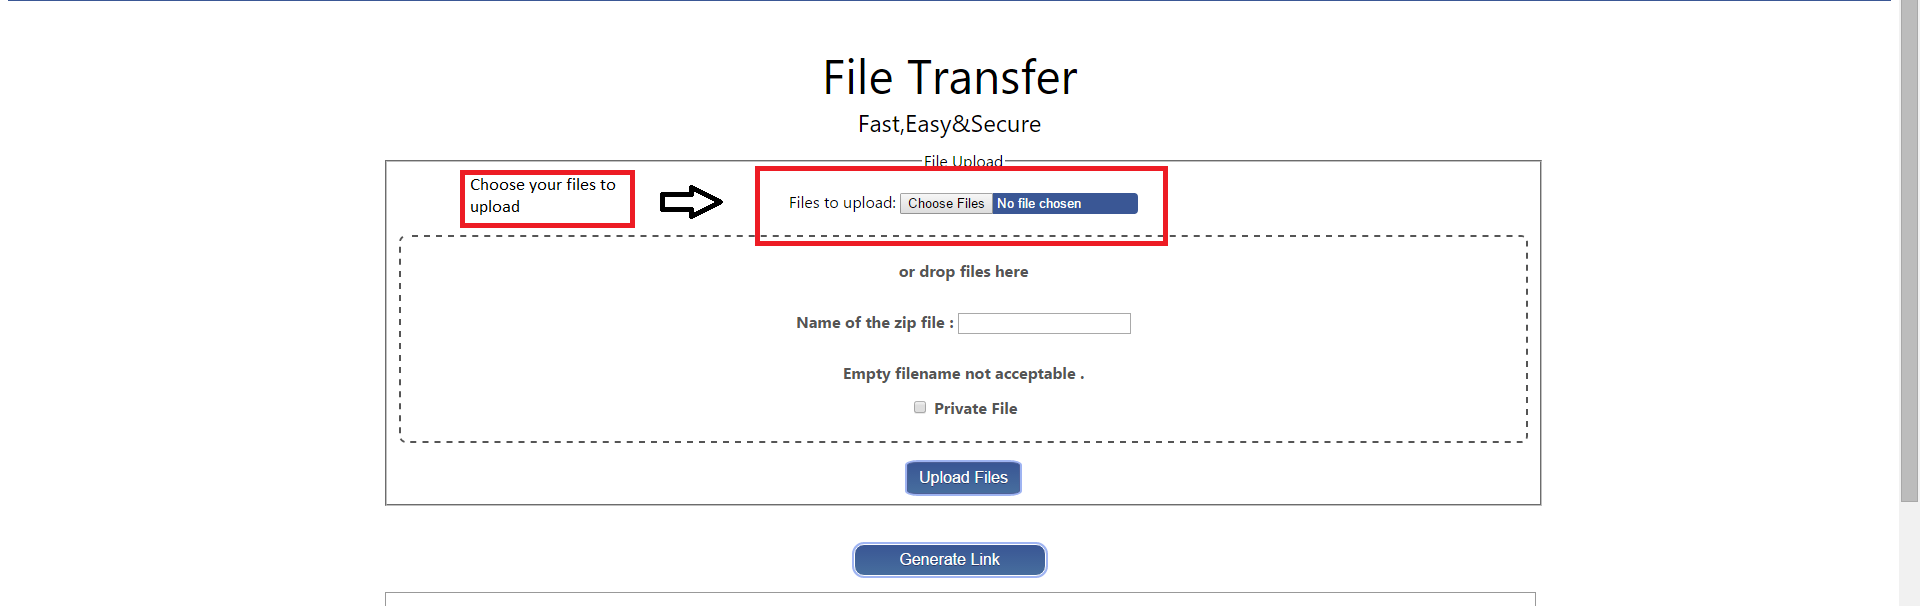 File Transfer
Fast,Easy&Secure
File Upload
Choose your files to
upload
Files to upload: Choose Files No file chosen
or drop files here
Name of the zip file :
Empty filename not acceptable .
Private File
Upload Files
Generate Link